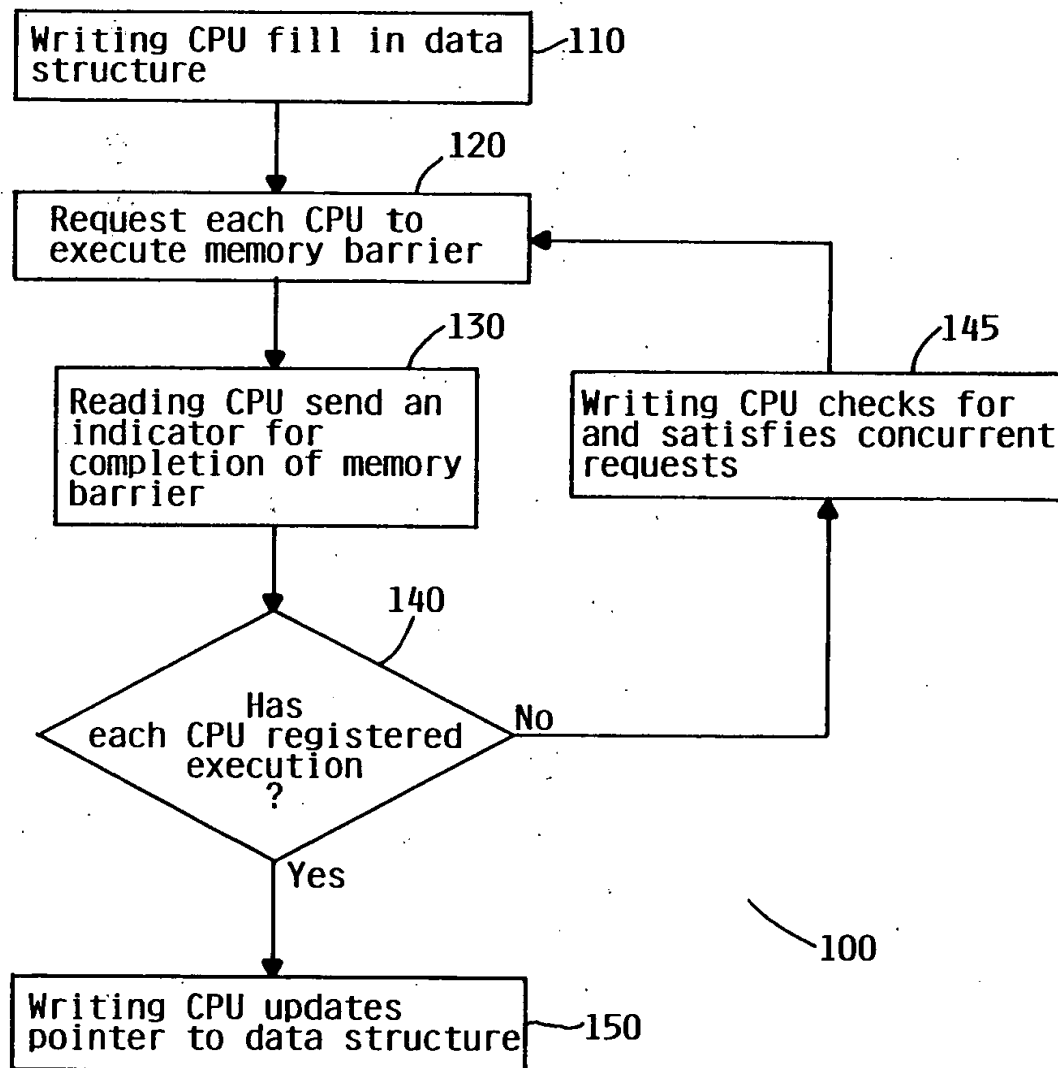 Writing CPU fill in data
structure
110
120
Request each CPU to
execute memory barrier
130
145
Reading CPU send an
indicator for
completion of memory
barrier
Writing CPU checks for
and satisfies concurrent
requests
140
Has
each CPU registered
execution
?
No
Yes
100
Writing CPU updates
pointer to data structure
150